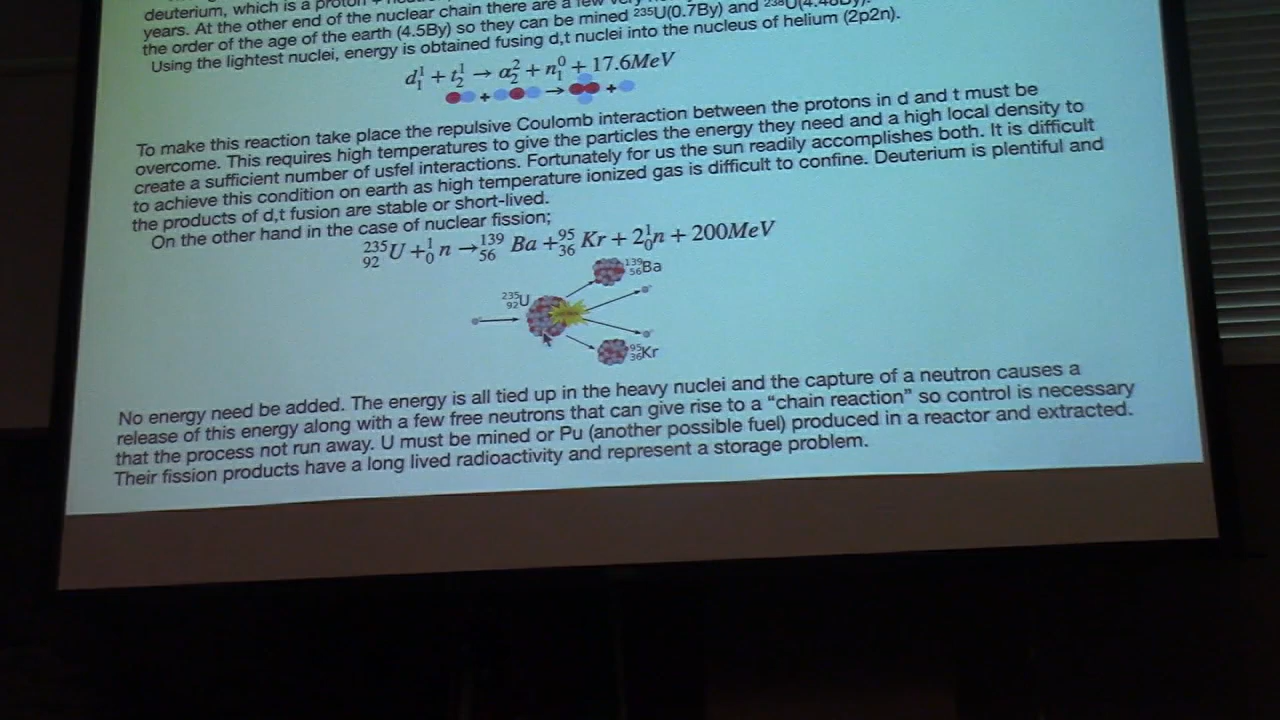 deuterium, which is a proton
years. At the other end of the nuclear chain there are a few
the order of the age of the earth (4.5By) so they can be mined ²³⁵U(0.7By) and ²³⁸U(4.46By).
Using the lightest nuclei, energy is obtained fusing d,t nuclei into the nucleus of helium (2p2n).
d₁¹ + t₂¹ → α₂² + n₁⁰ + 17.6MeV
+ → +
To make this reaction take place the repulsive Coulomb interaction between the protons in d and t must be
overcome. This requires high temperatures to give the particles the energy they need and a high local density to
create a sufficient number of usfel interactions. Fortunately for us the sun readily accomplishes both. It is difficult
to achieve this condition on earth as high temperature ionized gas is difficult to confine. Deuterium is plentiful and
the products of d,t fusion are stable or short-lived.
On the other hand in the case of nuclear fission;
²³⁵₉₂U +¹₀n →¹³⁹₅₆Ba +⁹⁵₃₆Kr + 2¹₀n + 200MeV
¹³⁹₅₆Ba
²³⁵₉₂U
⁹⁵₃₆Kr
No energy need be added. The energy is all tied up in the heavy nuclei and the capture of a neutron causes a
release of this energy along with a few free neutrons that can give rise to a “chain reaction” so control is necessary
that the process not run away. U must be mined or Pu (another possible fuel) produced in a reactor and extracted.
Their fission products have a long lived radioactivity and represent a storage problem.